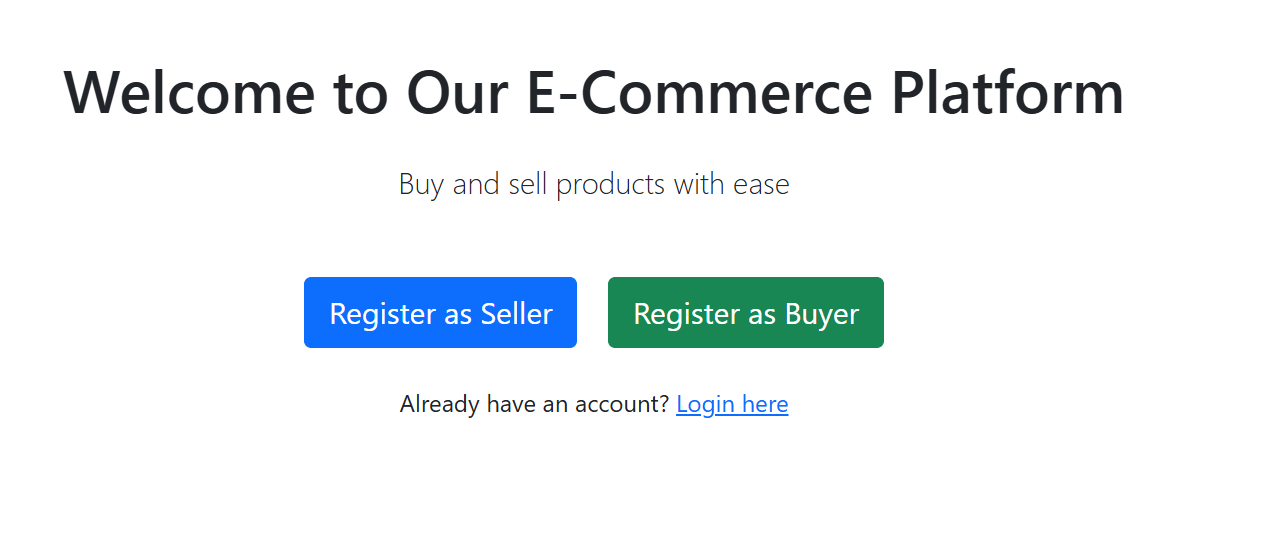 Welcome to Our E-Commerce Platform
Buy and sell products with ease
Register as Seller
Register as Buyer
Already have an account? Login here